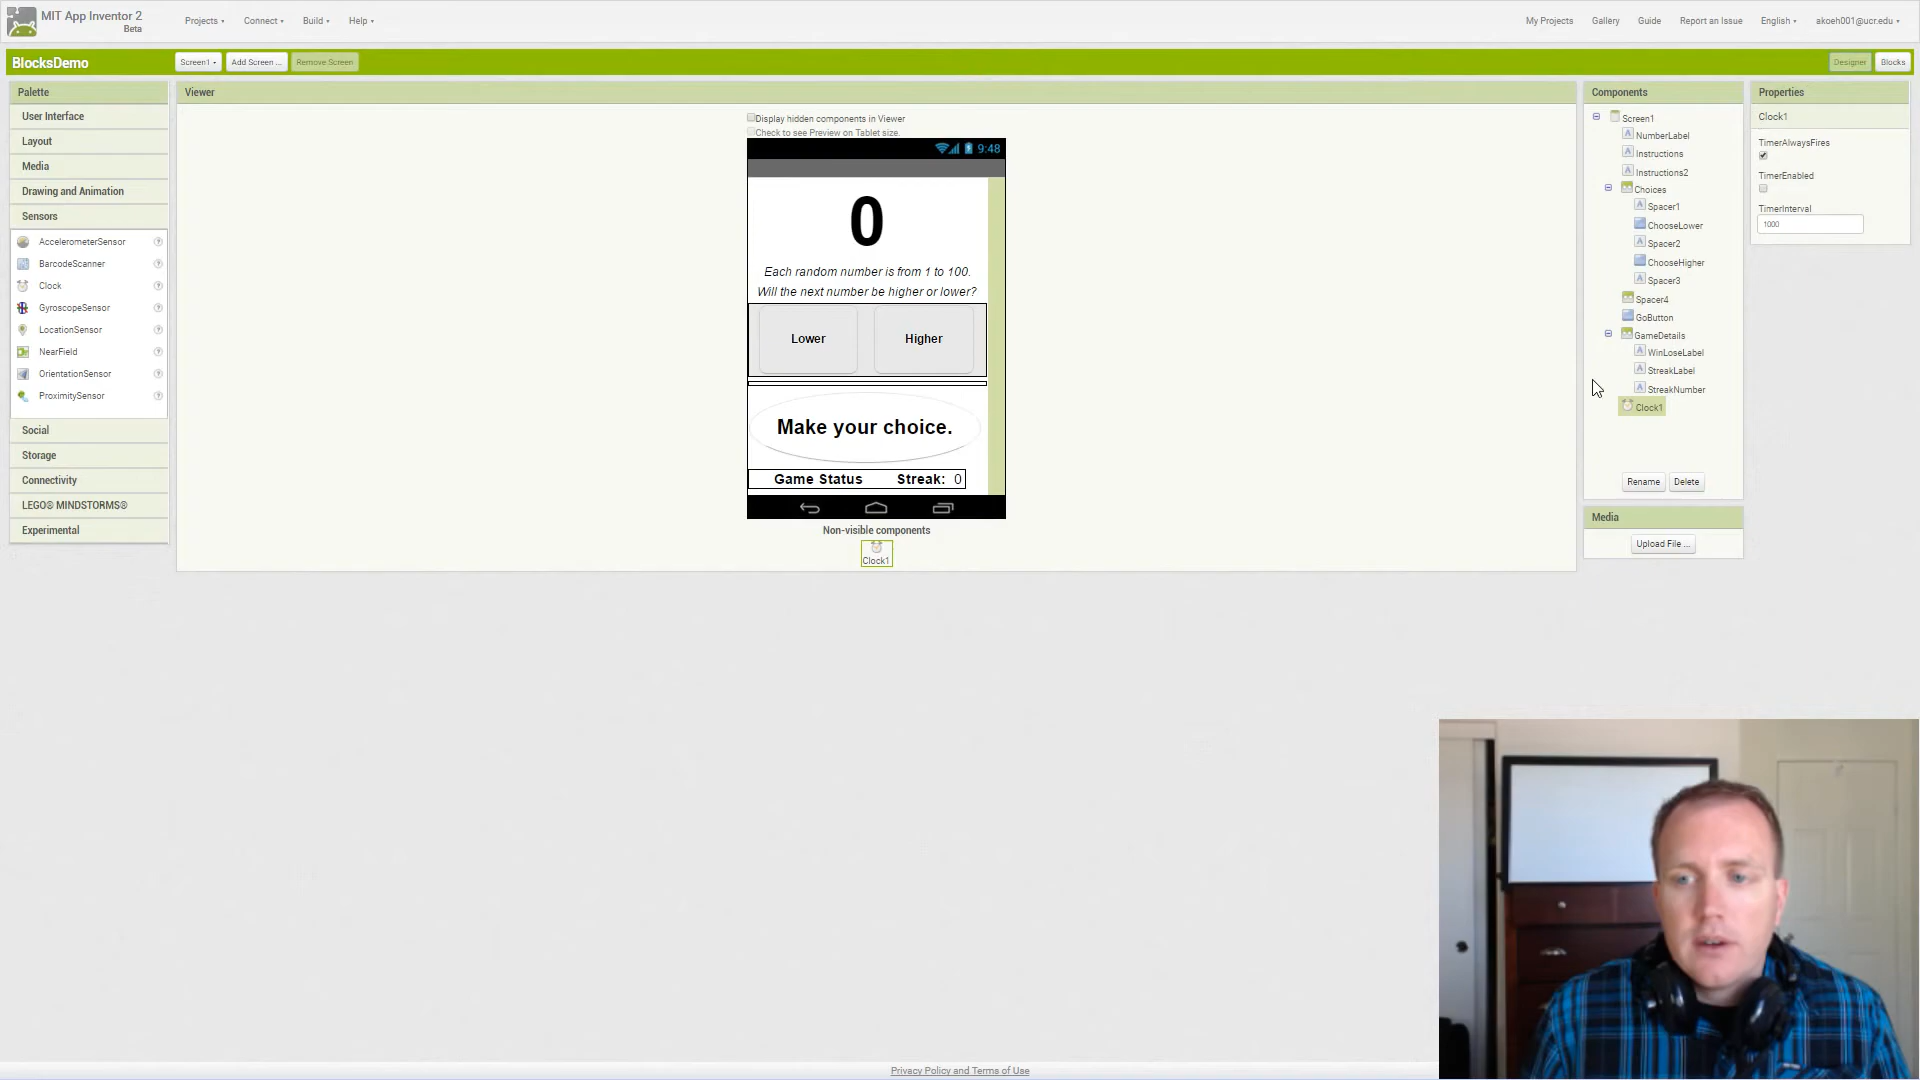 MIT App Inventor 2
Beta
Projects Connect Build Help
My Projects Gallery Guide Report an Issue English akoeh001@ucr.edu
BlocksDemo
Screen1 Add Screen ... Remove Screen
Designer Blocks
Palette
User Interface
Layout
Media
Drawing and Animation
Sensors
AccelerometerSensor ?
BarcodeScanner ?
Clock ?
GyroscopeSensor ?
LocationSensor ?
NearField ?
OrientationSensor ?
ProximitySensor ?
Social
Storage
Connectivity
LEGO® MINDSTORMS®
Experimental
Viewer
Display hidden components in Viewer
Check to see Preview on Tablet size.
9:48
0
Each random number is from 1 to 100.
Will the next number be higher or lower?
Lower Higher
Make your choice.
Game Status Streak: 0
Non-visible components
Clock1
Components
Screen1
NumberLabel
Instructions
Instructions2
Choices
Spacer1
ChooseLower
Spacer2
ChooseHigher
Spacer3
Spacer4
GoButton
GameDetails
WinLoseLabel
StreakLabel
StreakNumber
Clock1
Rename Delete
Media
Upload File ...
Properties
Clock1
TimerAlwaysFires
TimerEnabled
TimerInterval
1000
Privacy Policy and Terms of Use